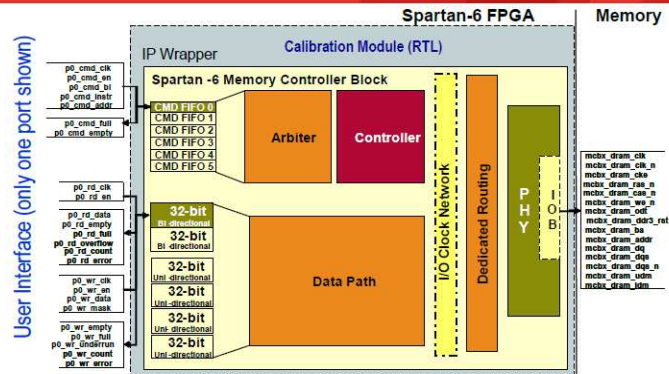 Spartan-6 FPGA
Memory
IP Wrapper
Calibration Module (RTL)
User Interface (only one port shown)
p0_cmd_clk
p0_cmd_en
p0_cmd_bl
p0_cmd_instr
p0_cmd_addr
p0_cmd_full
p0_cmd_empty
p0_rd_clk
p0_rd_en
p0_rd_data
p0_rd_empty
p0_rd_full
p0_rd_overflow
p0_rd_count
p0_rd_error
p0_wr_clk
p0_wr_en
p0_wr_data
p0_wr_mask
p0_wr_empty
p0_wr_full
p0_wr_underrun
p0_wr_count
p0_wr_error
Spartan -6 Memory Controller Block
CMD FIFO 0
CMD FIFO 1
CMD FIFO 2
CMD FIFO 3
CMD FIFO 4
CMD FIFO 5
Arbiter
Controller
32-bit
Bi-directional
32-bit
Bi-directional
32-bit
Uni-directional
32-bit
Uni-directional
32-bit
Uni-directional
32-bit
Uni-directional
Data Path
I/O Clock Network
Dedicated Routing
PHY
IOB
mcbx_dram_clk
mcbx_dram_clk_n
mcbx_dram_cke
mcbx_dram_ras_n
mcbx_dram_cas_n
mcbx_dram_we_n
mcbx_dram_odt
mcbx_dram_ddr3_rst
mcbx_dram_ba
mcbx_dram_addr
mcbx_dram_dq
mcbx_dram_dqs
mcbx_dram_dqs_n
mcbx_dram_udm
mcbx_dram_ldm